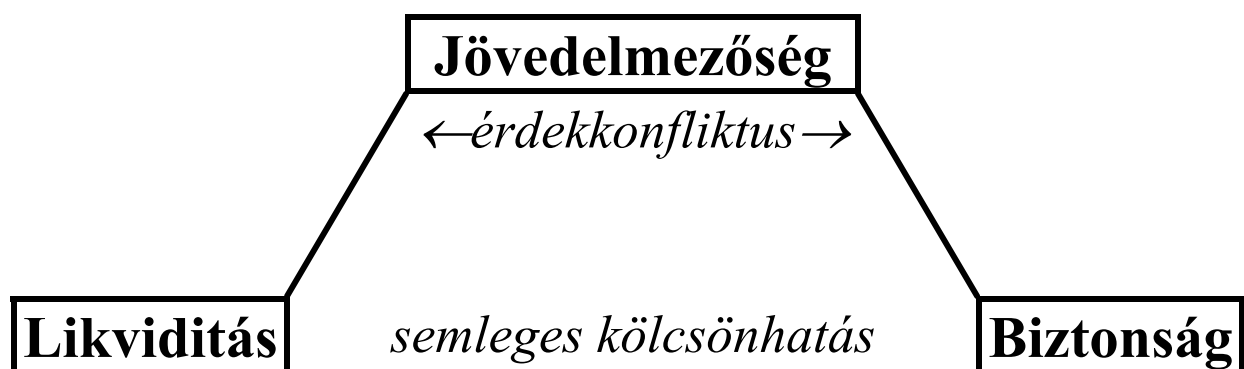 Jövedelmezőség
←érdekkonfliktus→
Likviditás semleges kölcsönhatás Biztonság